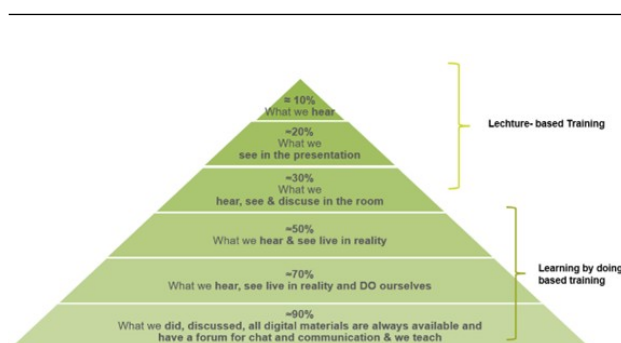 ≈ 10%
What we hear
≈20%
What we
see in the presentation
≈30%
What we
hear, see & discuse in the room
≈50%
What we hear & see live in reality
≈70%
What we hear, see live in reality and DO ourselves
≈90%
What we did, discussed, all digital materials are always available and
have a forum for chat and communication & we teach
Lechture- based Training
Learning by doing
based training